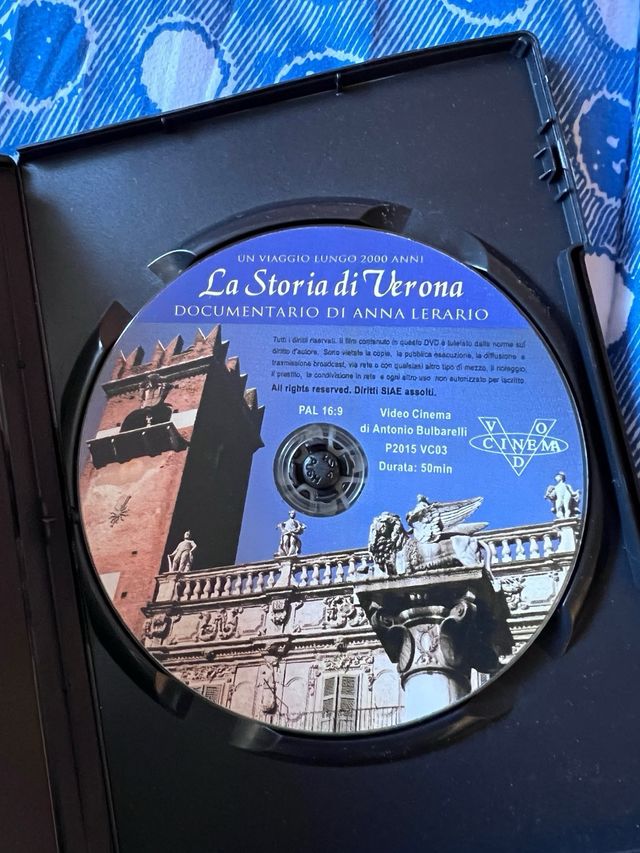 UN VIAGGIO LUNGO 2000 ANNI
La Storia di Verona
DOCUMENTARIO DI ANNA LERARIO
Tutti i diritti riservati. Il film contenuto in questo DVD è tutelato dalle norme sul
diritto d'autore. Sono vietate la copia, la pubblica esecuzione, la diffusione e
trasmissione broadcast, via rete o con qualsiasi altro tipo di mezzo, il noleggio,
il prestito, la condivisione in rete e ogni altro uso non autorizzato per iscritto.
All rights reserved. Diritti SIAE assolti.
PAL 16:9
Video Cinema
di Antonio Bulbarelli
P2015 VC03
Durata: 50min
V O
CINEMA
D